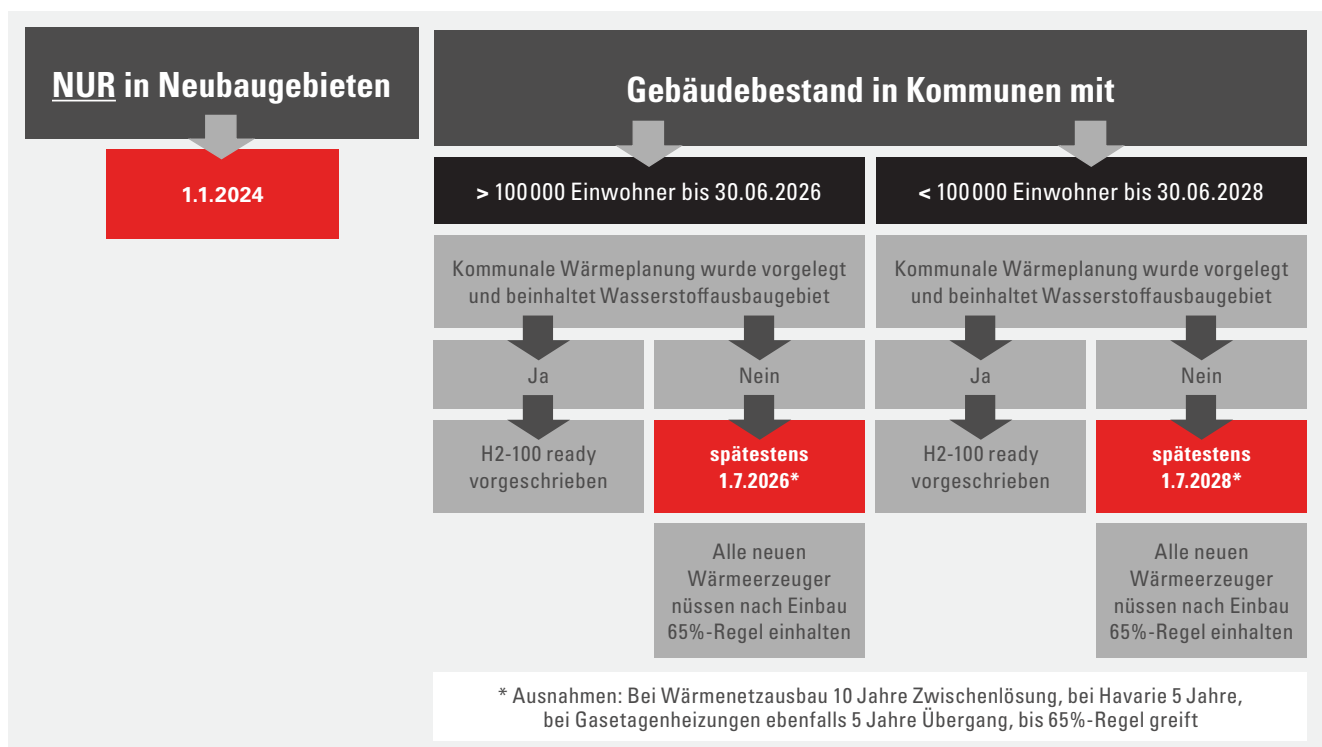 NUR in Neubaugebieten
1.1.2024
Gebäudebestand in Kommunen mit
> 100 000 Einwohner bis 30.06.2026
Kommunale Wärmeplanung wurde vorgelegt
und beinhaltet Wasserstoffausbaugebiet
Ja
Nein
H2-100 ready
vorgeschrieben
spätestens
1.7.2026*
Alle neuen
Wärmeerzeuger
nüssen nach Einbau
65%-Regel einhalten
< 100 000 Einwohner bis 30.06.2028
Kommunale Wärmeplanung wurde vorgelegt
und beinhaltet Wasserstoffausbaugebiet
Ja
Nein
H2-100 ready
vorgeschrieben
spätestens
1.7.2028*
Alle neuen
Wärmeerzeuger
nüssen nach Einbau
65%-Regel einhalten
* Ausnahmen: Bei Wärmenetzausbau 10 Jahre Zwischenlösung, bei Havarie 5 Jahre,
bei Gasetagenheizungen ebenfalls 5 Jahre Übergang, bis 65%-Regel greift